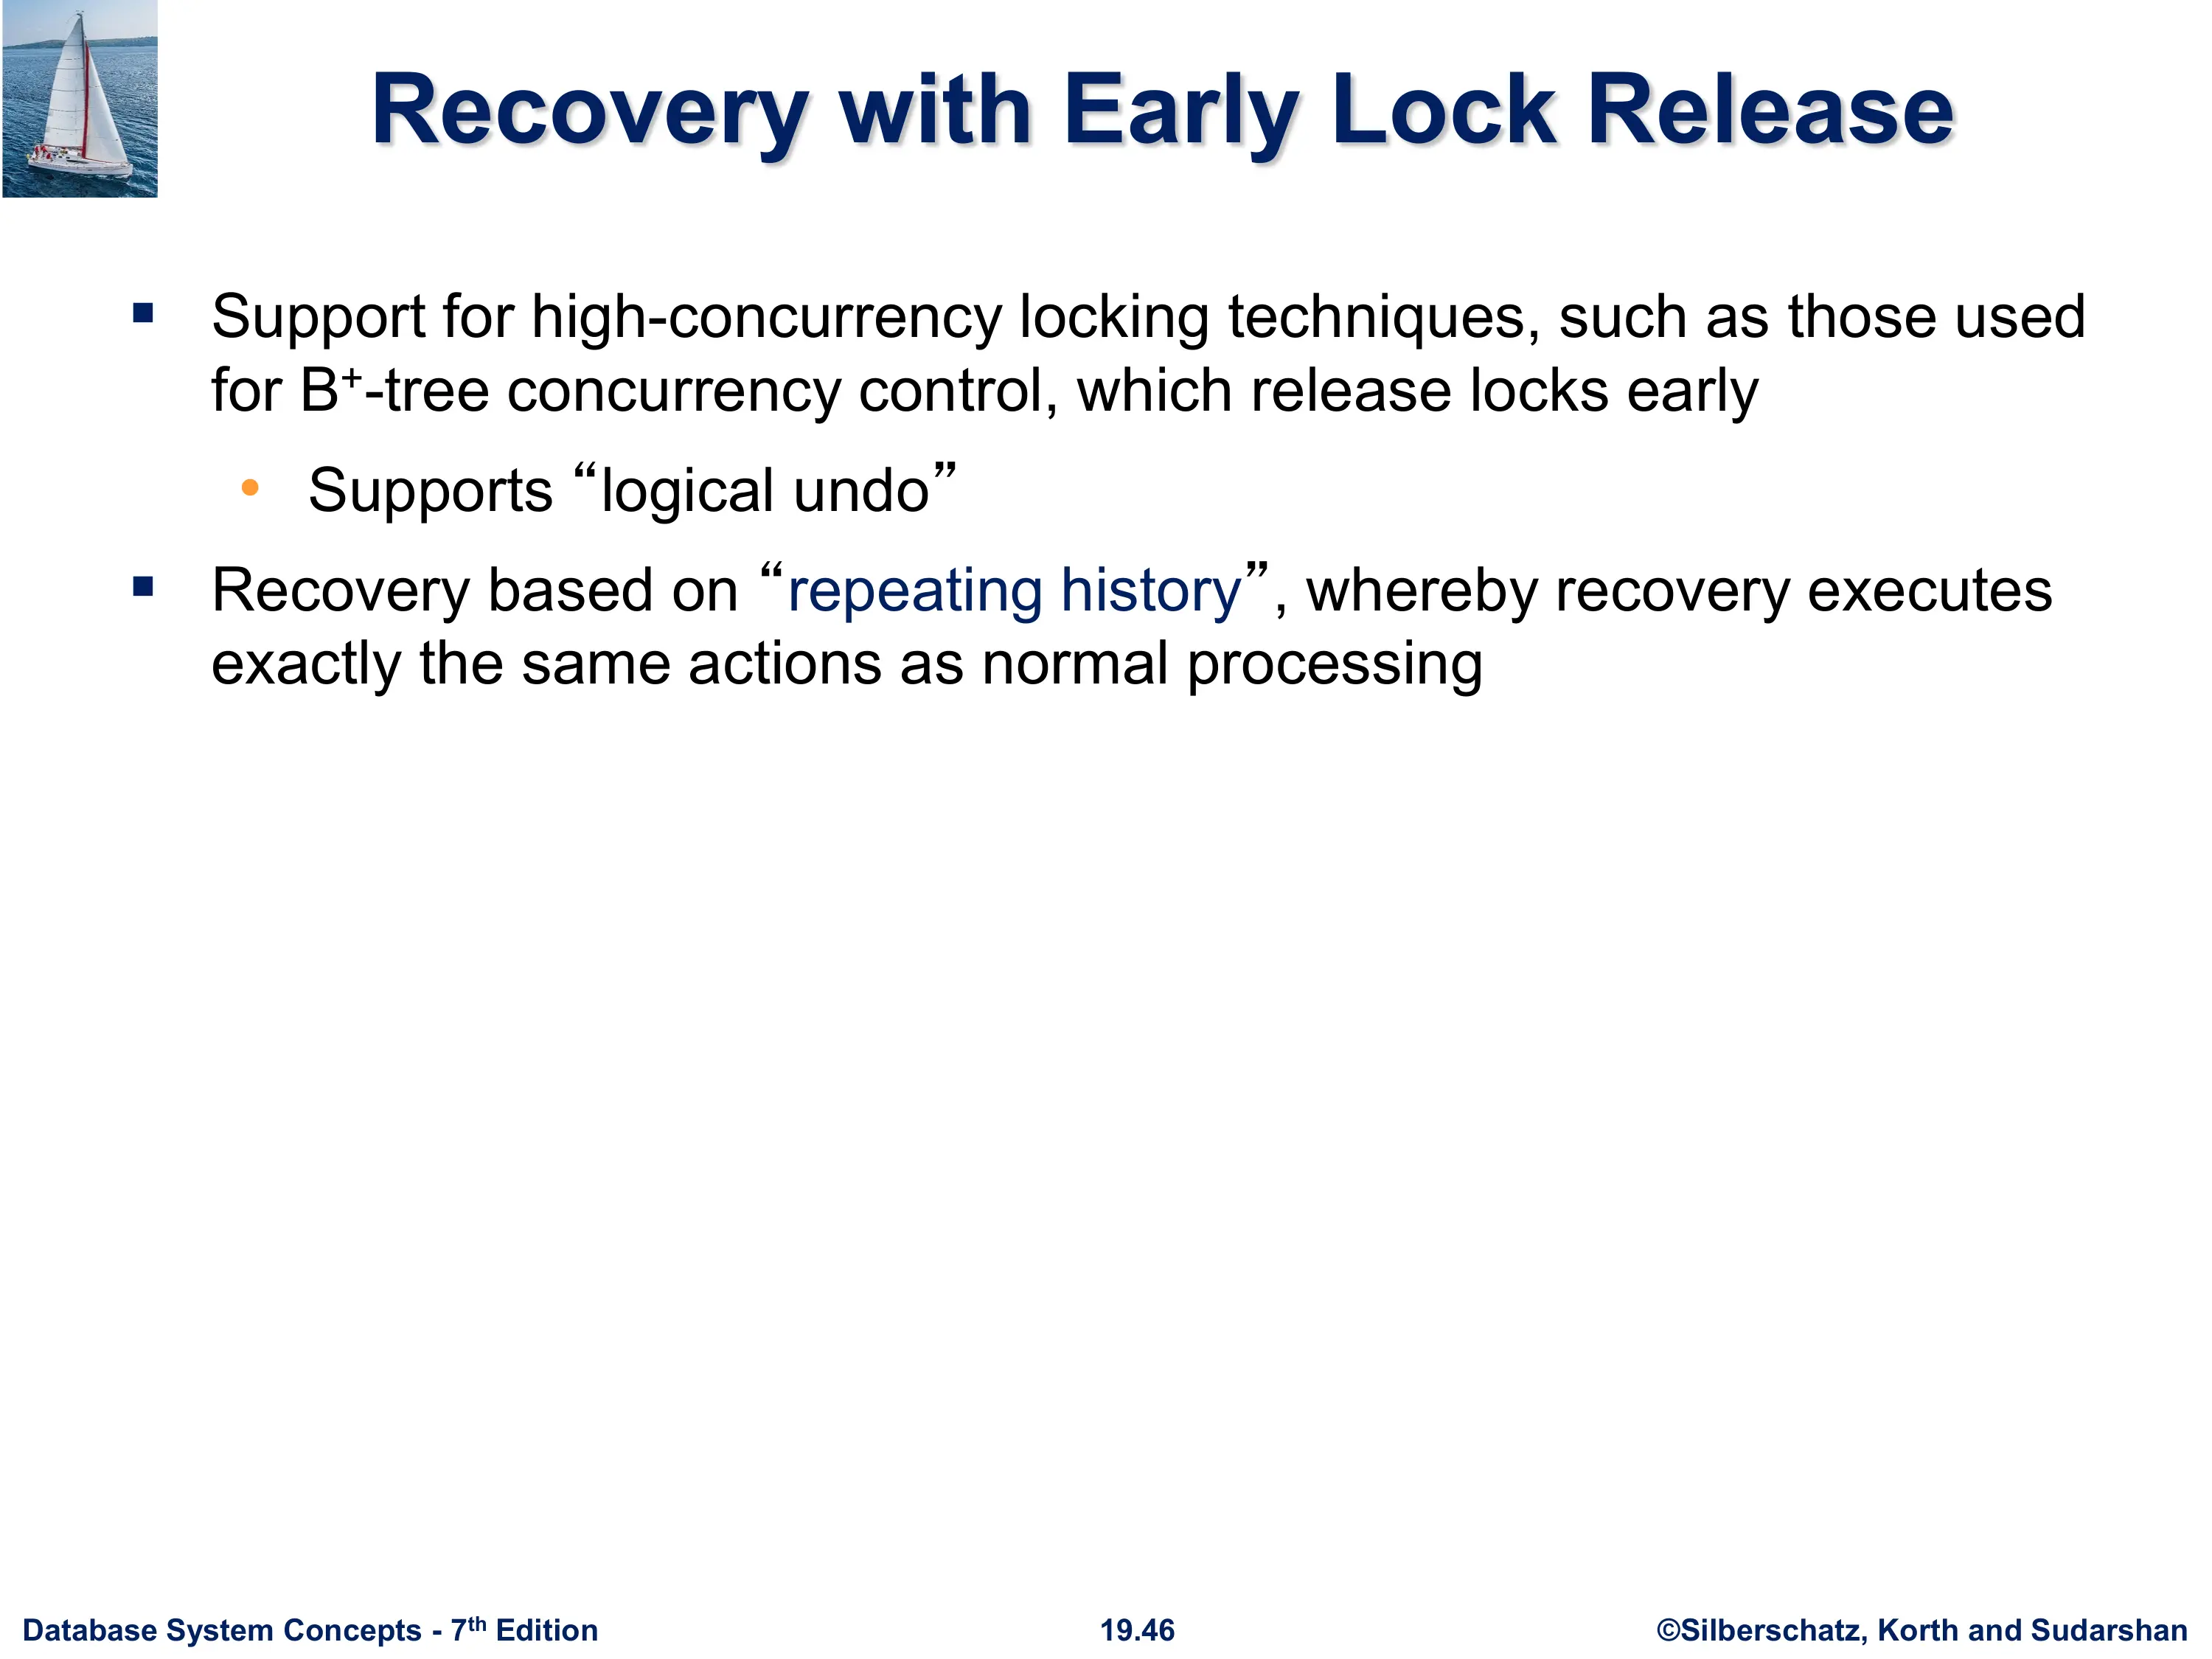 Recovery with Early Lock Release
▪ Support for high-concurrency locking techniques, such as those used
for B⁺-tree concurrency control, which release locks early
• Supports “logical undo”
▪ Recovery based on “repeating history”, whereby recovery executes
exactly the same actions as normal processing
Database System Concepts - 7th Edition
19.46
©Silberschatz, Korth and Sudarshan